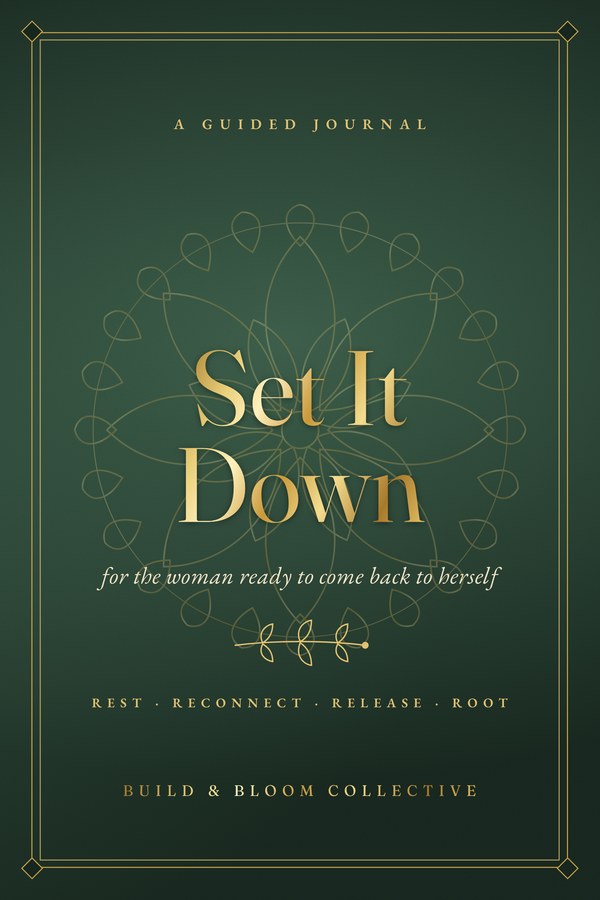 A GUIDED JOURNAL
Set It
Down
for the woman ready to come back to herself
REST · RECONNECT · RELEASE · ROOT
BUILD & BLOOM COLLECTIVE